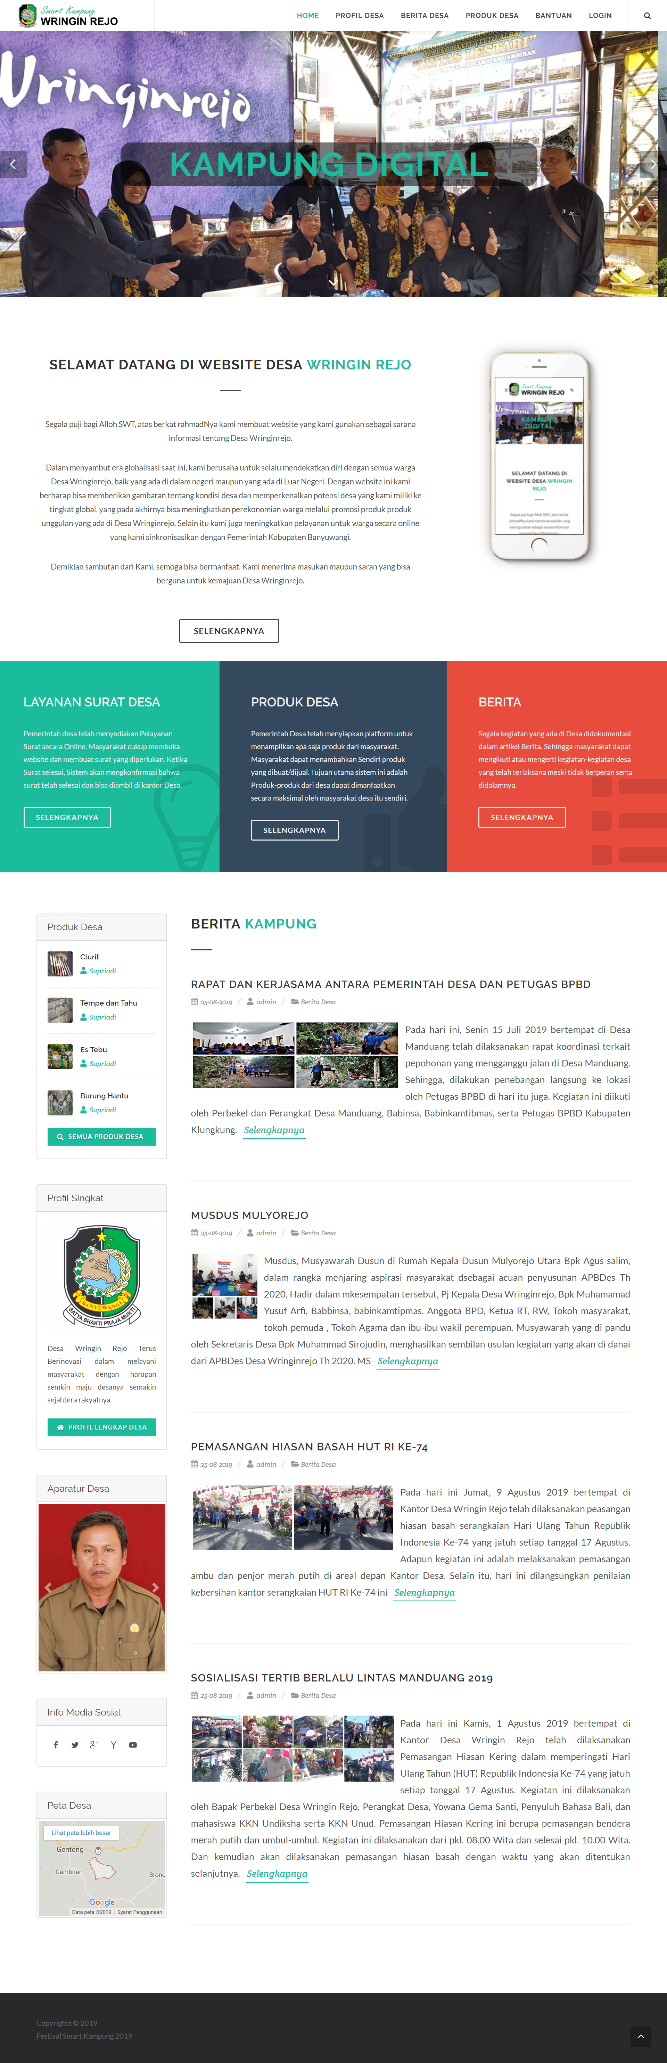 Smart Kampung
WRINGIN REJO
HOME PROFIL DESA BERITA DESA PRODUK DESA BANTUAN LOGIN
Wringinrejo
KAMPUNG DIGITAL
SELAMAT DATANG DI WEBSITE DESA WRINGIN REJO
Segala puji bagi Alloh SWT, atas berkat rahmadNya kami membuat website yang kami gunakan sebagai sarana
informasi tentang Desa Wringinrejo.
Dalam menyambut era globalisasi saat ini, kami berusaha untuk selalu mendekatkan diri dengan semua warga
Desa Wringinrejo, baik yang ada di dalam negeri maupun yang ada di Luar Negeri. Dengan website ini kami
berharap bisa memberikan gambaran tentang kondisi desa dan memperkenalkan potensi desa yang kami miliki ke
tingkat global, yang pada akhirnya bisa meningkatkan perekonomian warga melalui promosi produk produk
unggulan yang ada di Desa Wringinrejo. Selain itu kami juga meningkatkan pelayanan untuk warga secara online
yang kami sinkronisasikan dengan Pemerintah Kabupaten Banyuwangi.
Demikian sambutan dari Kami, semoga bisa bermanfaat. Kami menerima masukan maupun saran yang bisa
berguna untuk kemajuan Desa Wringinrejo.
SELENGKAPNYA
Smart Kampung
WRINGIN REJO
KAMPUNG
DIGITAL
SELAMAT DATANG DI
WEBSITE DESA WRINGIN
REJO
LAYANAN SURAT DESA
Pemerintah desa telah menyediakan Pelayanan
Surat secara Online. Masyarakat cukup membuka
website dan membuat surat yang diperlukan. Ketika
Surat selesai, Sistem akan mengkonfirmasi bahwa
surat telah selesai dan bisa diambil di kantor Desa.
SELENGKAPNYA
PRODUK DESA
Pemerintah Desa telah menyiapkan platform untuk
menampilkan apa saja produk dari masyarakat.
Masyarakat dapat menambahkan Sendiri produk
yang dibuat/dijual. Tujuan utama sistem ini adalah
Produk-produk dari desa dapat dimanfaatkan
secara maksimal oleh masyarakat desa itu sendiri.
SELENGKAPNYA
BERITA
Segala kegiatan yang ada di Desa didokumentasi
dalam artikel Berita. Sehingga masyarakat dapat
mengikuti atau mengerti kegiatan-kegiatan desa
yang telah terlaksana meski tidak berperan serta
didalamnya.
SELENGKAPNYA
Produk Desa
Clurit
Supriadi
Tempe dan Tahu
Supriadi
Es Tebu
Supriadi
Burung Hantu
Supriadi
SEMUA PRODUK DESA
Profil Singkat
BANYUWANGI
SATYA BHAKTI PRAJA MUKTI
Desa Wringin Rejo Terus
Berinovasi dalam melayani
masyarakat dengan harapan
semkin maju desanya semakin
sejahtera rakyatnya.
PROFIL LENGKAP DESA
Aparatur Desa
Info Media Sosial
Peta Desa
Lihat peta lebih besar
Genteng
Gambiran
Google
Data peta ©2019 Syarat Penggunaan
BERITA KAMPUNG
RAPAT DAN KERJASAMA ANTARA PEMERINTAH DESA DAN PETUGAS BPBD
25-08-2019 / admin / Berita Desa
Pada hari ini, Senin 15 Juli 2019 bertempat di Desa
Manduang telah dilaksanakan rapat koordinasi terkait
pepohonan yang mengganggu jalan di Desa Manduang.
Sehingga, dilakukan penebangan langsung ke lokasi
oleh Petugas BPBD di hari itu juga. Kegiatan ini diikuti
oleh Perbekel dan Perangkat Desa Manduang, Babinsa, Babinkamtibmas, serta Petugas BPBD Kabupaten
Klungkung. Selengkapnya
MUSDUS MULYOREJO
25-08-2019 / admin / Berita Desa
Musdus, Musyawarah Dusun di Rumah Kepala Dusun Mulyorejo Utara Bpk Agus salim,
dalam rangka menjaring aspirasi masyarakat dsebagai acuan penyusunan APBDes Th
2020, Hadir dalam mkesempatan tersebut, Pj Kepala Desa Wringinrejo, Bpk Muhamamad
Yusuf Arfi, Babbinsa, babinkamtipmas. Anggota BPD, Ketua RT, RW, Tokoh masyarakat,
tokoh pemuda , Tokoh Agama dan ibu-ibu wakil perempuan. Musyawarah yang di pandu
oleh Sekretaris Desa Bpk Muhammad Sirojudin, menghasilkan sembilan usulan kegiatan yang akan di danai
dari APBDes Desa Wringinrejo Th 2020. MS Selengkapnya
PEMASANGAN HIASAN BASAH HUT RI KE-74
25-08-2019 / admin / Berita Desa
Pada hari ini Jumat, 9 Agustus 2019 bertempat di
Kantor Desa Wringin Rejo telah dilaksanakan peasangan
hiasan basah serangkaian Hari Ulang Tahun Republik
Indonesia Ke-74 yang jatuh setiap tanggal 17 Agustus.
Adapun kegiatan ini adalah melaksanakan pemasangan
ambu dan penjor merah putih di areal depan Kantor Desa. Selain itu, hari ini dilangsungkan penilaian
kebersihan kantor serangkaian HUT RI Ke-74 ini Selengkapnya
SOSIALISASI TERTIB BERLALU LINTAS MANDUANG 2019
25-08-2019 / admin / Berita Desa
Pada hari ini Kamis, 1 Agustus 2019 bertempat di
Kantor Desa Wringin Rejo telah dilaksanakan
Pemasangan Hiasan Kering dalam memperingati Hari
Ulang Tahun (HUT) Republik Indonesia Ke-74 yang jatuh
setiap tanggal 17 Agustus. Kegiatan ini dilaksanakan
oleh Bapak Perbekel Desa Wringin Rejo, Perangkat Desa, Yowana Gema Santi, Penyuluh Bahasa Bali, dan
mahasiswa KKN Undiksha serta KKN Unud. Pemasangan Hiasan Kering ini berupa pemasangan bendera
merah putih dan umbul-umbul. Kegiatan ini dilaksanakan dari pkl. 08.00 Wita dan selesai pkl. 10.00 Wita.
Dan kemudian akan dilaksanakan pemasangan hiasan basah dengan waktu yang akan ditentukan
selanjutnya. Selengkapnya
Copyrights © 2019
Festival Smart Kampung 2019